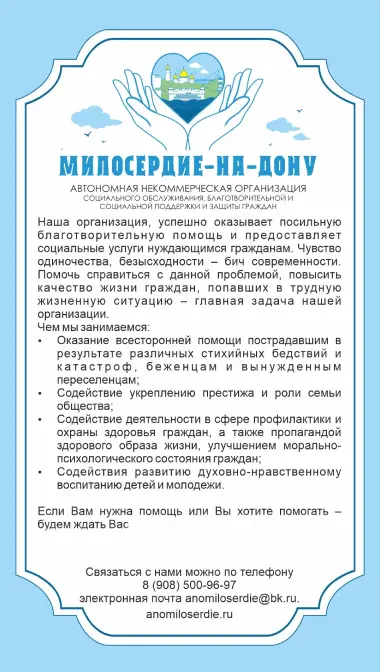 МИЛОСЕРДИЕ-НА-ДОНУ
АВТОНОМНАЯ НЕКОММЕРЧЕСКАЯ ОРГАНИЗАЦИЯ
СОЦИАЛЬНОГО ОБСЛУЖИВАНИЯ, БЛАГОТВОРИТЕЛЬНОЙ И
СОЦИАЛЬНОЙ ПОДДЕРЖКИ И ЗАЩИТЫ ГРАЖДАН
Наша организация, успешно оказывает посильную
благотворительную помощь и предоставляет
социальные услуги нуждающимся гражданам. Чувство
одиночества, безысходности – бич современности.
Помочь справиться с данной проблемой, повысить
качество жизни граждан, попавших в трудную
жизненную ситуацию – главная задача нашей
организации.
Чем мы занимаемся:
• Оказание всесторонней помощи пострадавшим в
результате различных стихийных бедствий и
катастроф, беженцам и вынужденным
переселенцам;
• Содействие укреплению престижа и роли семьи
общества;
• Содействие деятельности в сфере профилактики и
охраны здоровья граждан, а также пропагандой
здорового образа жизни, улучшением морально-
психологического состояния граждан;
• Содействия развитию духовно-нравственному
воспитанию детей и молодежи.
Если Вам нужна помощь или Вы хотите помогать –
будем ждать Вас
Связаться с нами можно по телефону
8 (908) 500-96-97
электронная почта anomiloserdie@bk.ru.
anomiloserdie.ru